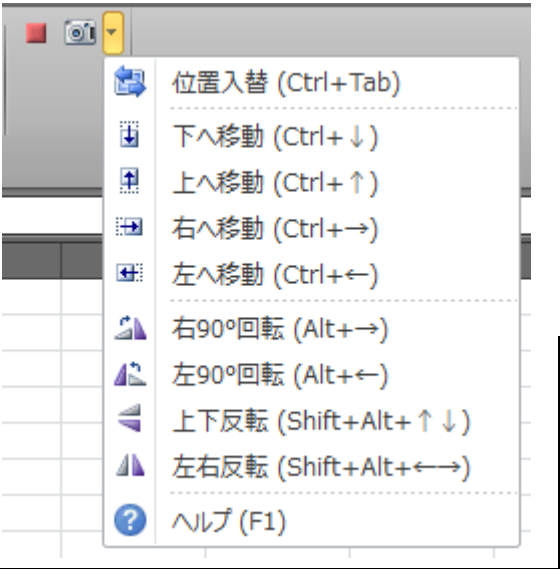 位置入替 (Ctrl+Tab)
下へ移動 (Ctrl+↓)
上へ移動 (Ctrl+↑)
右へ移動 (Ctrl+→)
左へ移動 (Ctrl+←)
右90°回転 (Alt+→)
左90°回転 (Alt+←)
上下反転 (Shift+Alt+↑↓)
左右反転 (Shift+Alt+←→)
ヘルプ (F1)